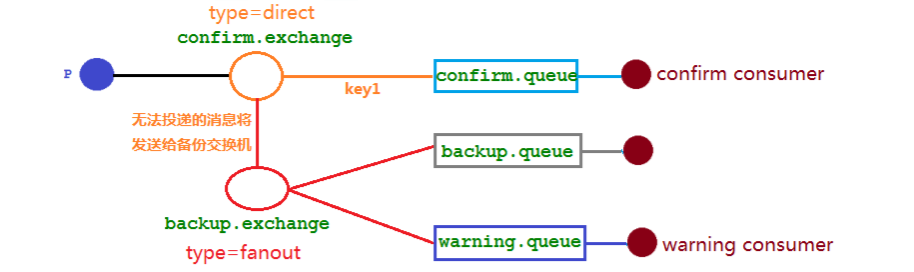 type=direct
confirm.exchange
P
confirm.queue
confirm consumer
key1
无法投递的消息将
发送给备份交换机
backup.queue
backup.exchange
type=fanout
warning.queue
warning consumer